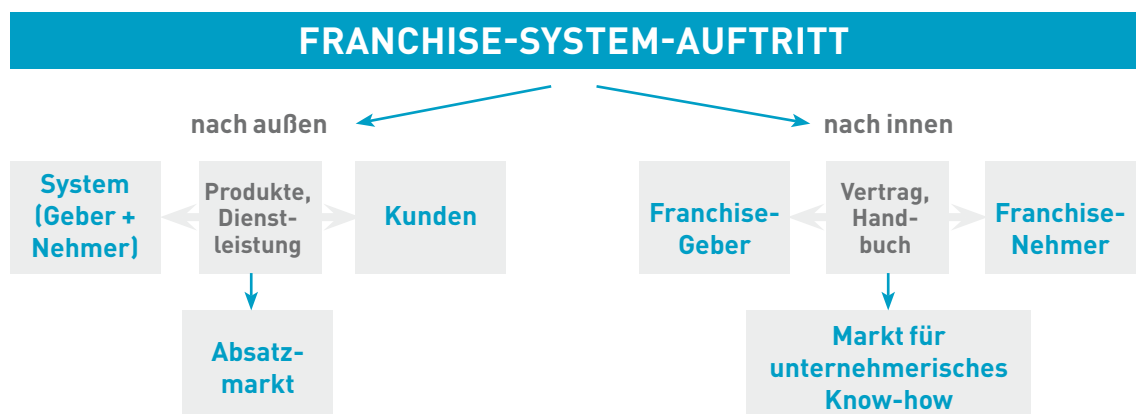 FRANCHISE-SYSTEM-AUFTRITT
nach außen
nach innen
System
(Geber +
Nehmer)
Produkte,
Dienst-
leistung
Kunden
Franchise-
Geber
Vertrag,
Hand-
buch
Franchise-
Nehmer
Absatz-
markt
Markt für
unternehmerisches
Know-how